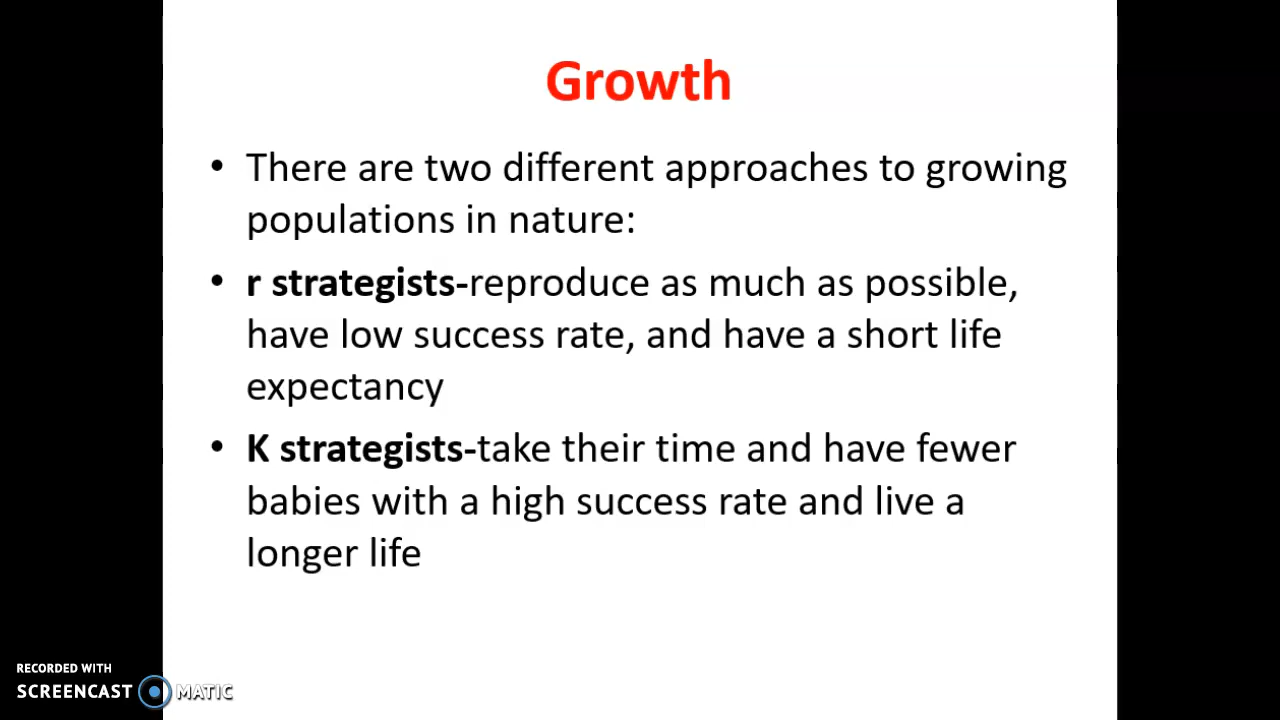 Growth
• There are two different approaches to growing
populations in nature:
• r strategists-reproduce as much as possible,
have low success rate, and have a short life
expectancy
• K strategists-take their time and have fewer
babies with a high success rate and live a
longer life
RECORDED WITH
SCREENCAST MATIC